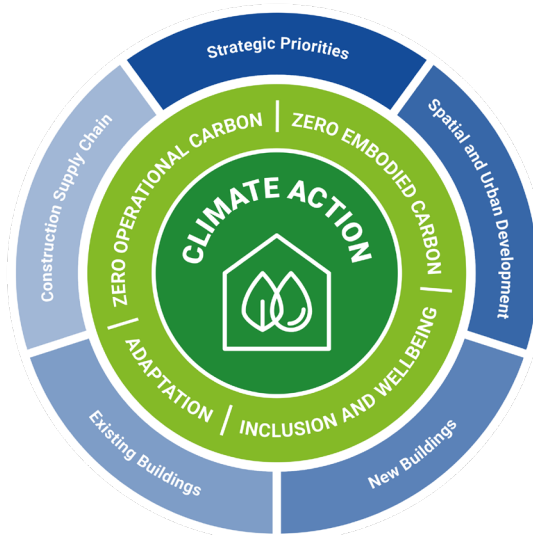 Strategic Priorities
Spatial and Urban Development
New Buildings
Existing Buildings
Construction Supply Chain
ZERO OPERATIONAL CARBON
ZERO EMBODIED CARBON
INCLUSION AND WELLBEING
ADAPTATION
CLIMATE ACTION